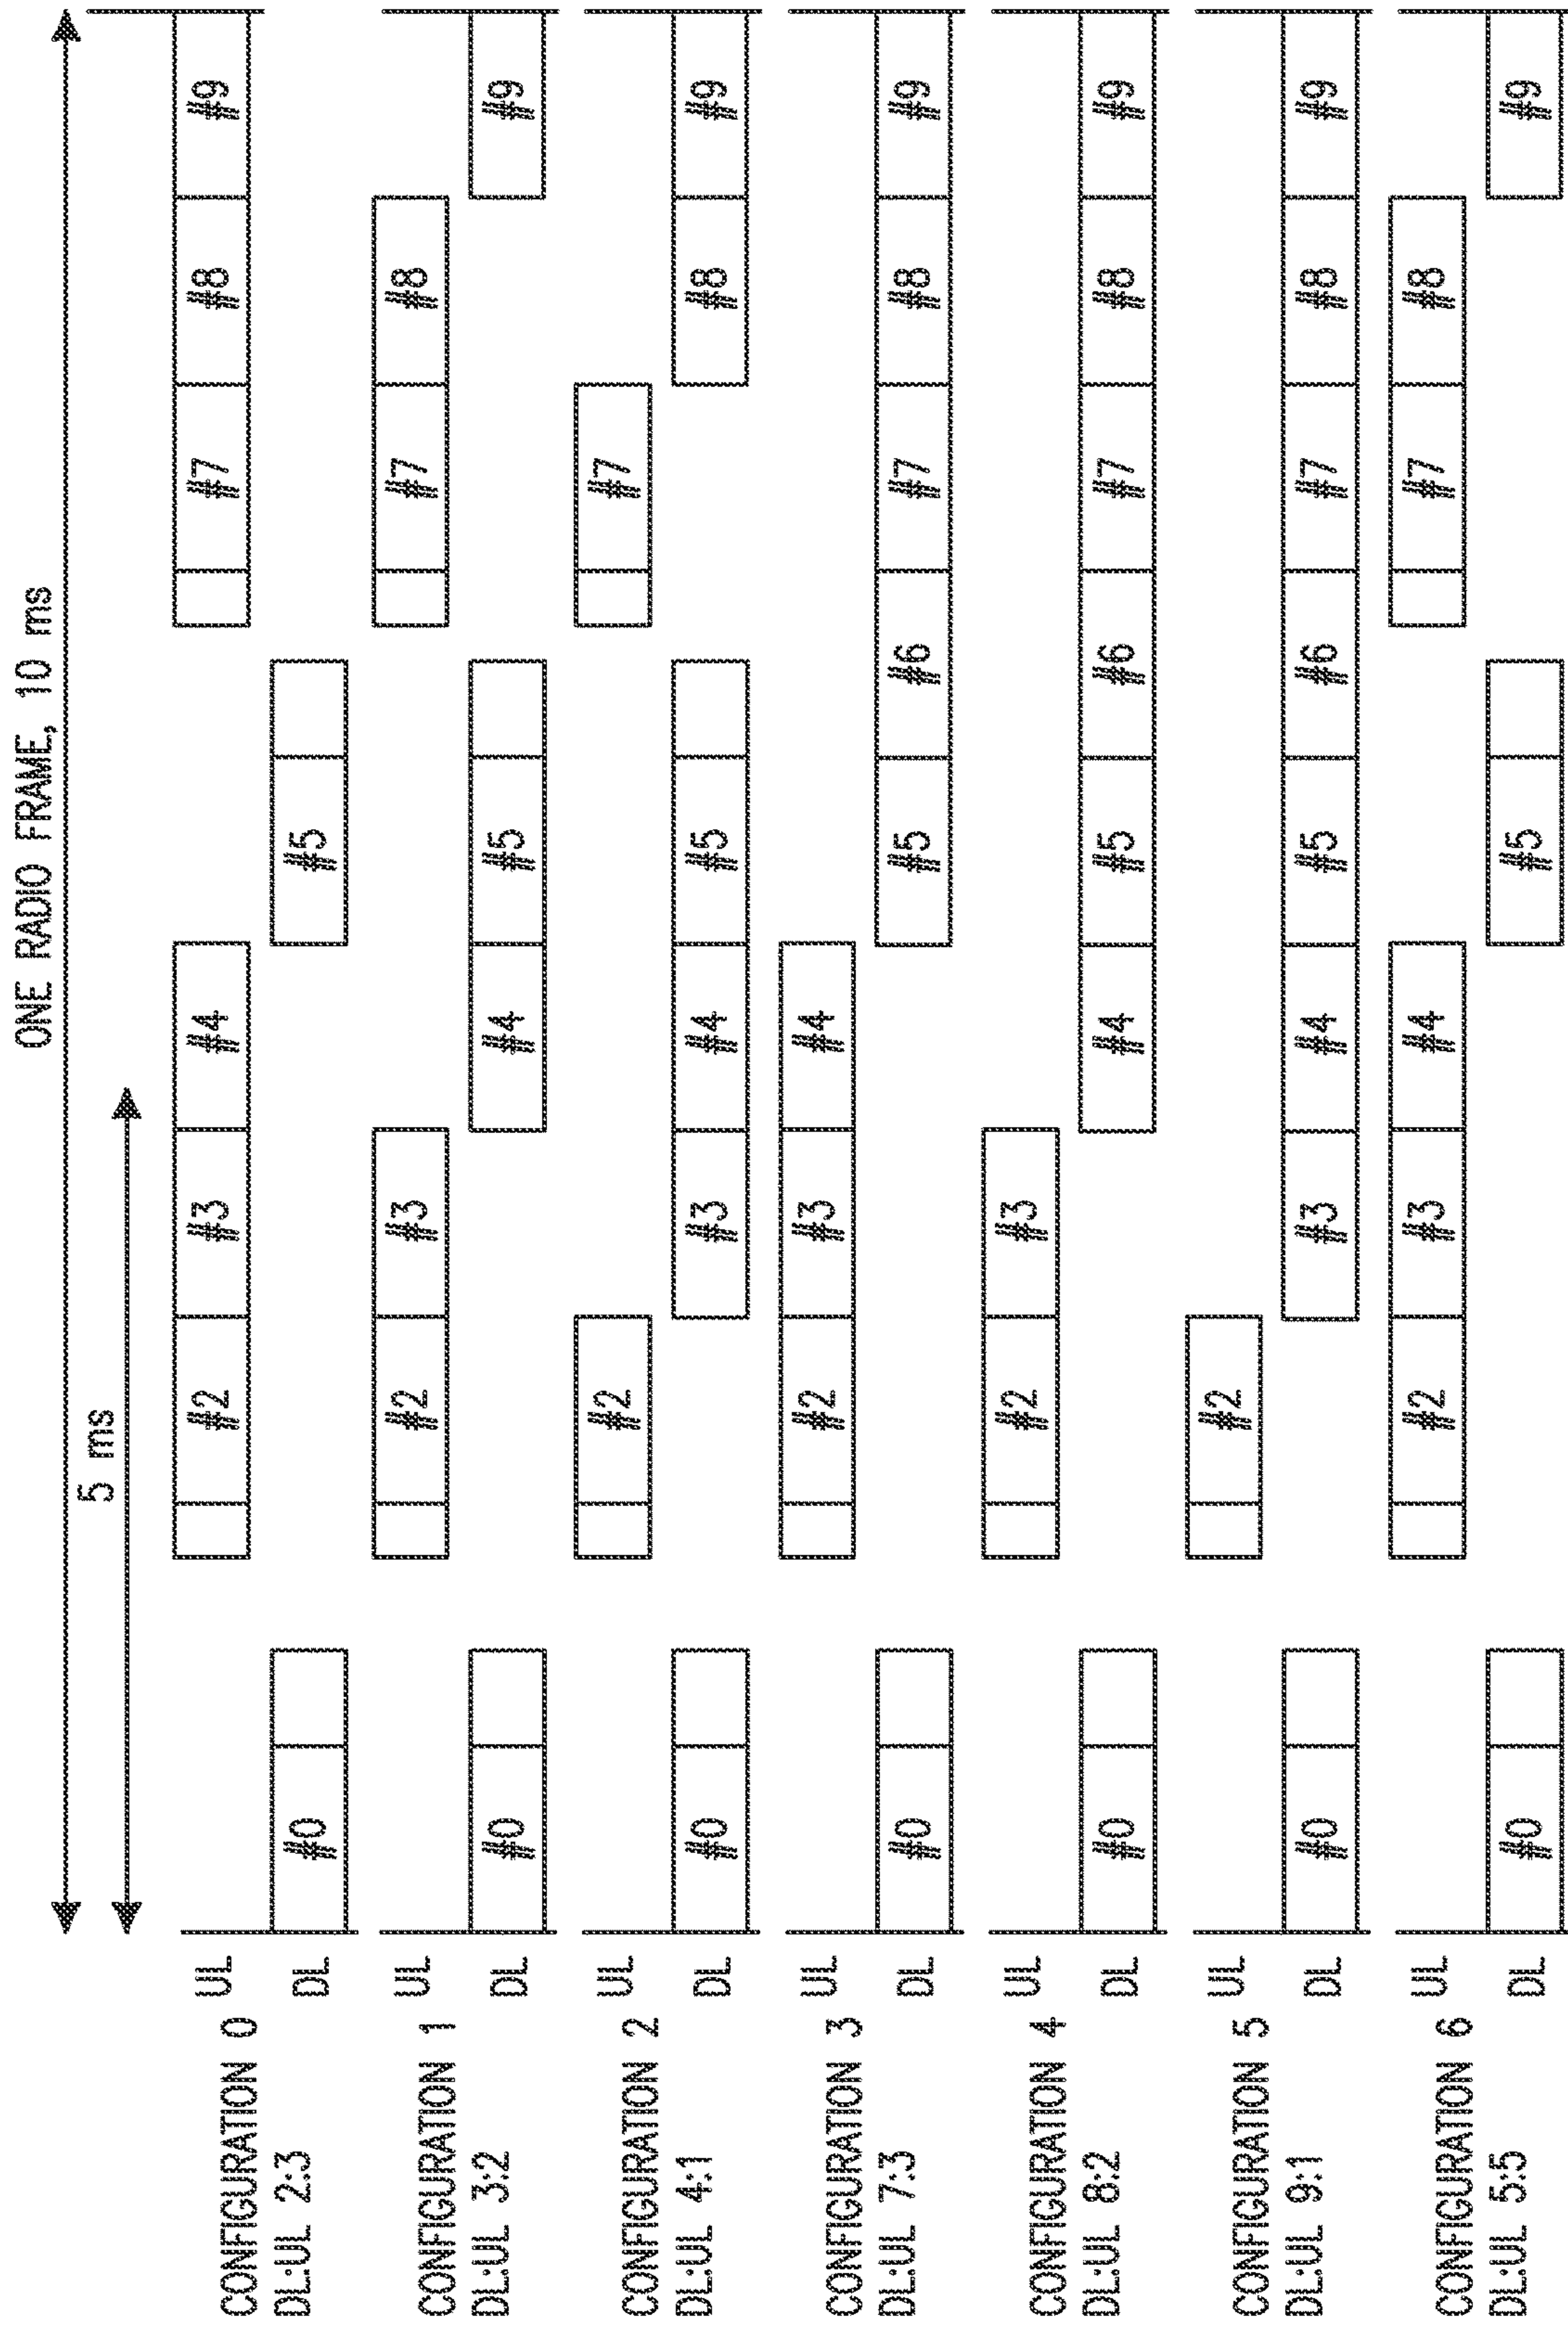 ONE RADIO FRAME, 10 ms
5 ms
CONFIGURATION 0
DL:UL 2:3
UL #2 #3 #4 #7 #8 #9
DL #0 #5
CONFIGURATION 1
DL:UL 3:2
UL #2 #3 #7 #8
DL #0 #4 #5 #9
CONFIGURATION 2
DL:UL 4:1
UL #2 #7
DL #0 #3 #4 #5 #8 #9
CONFIGURATION 3
DL:UL 7:3
UL #2 #3 #4
DL #0 #5 #6 #7 #8 #9
CONFIGURATION 4
DL:UL 8:2
UL #2 #3
DL #0 #4 #5 #6 #7 #8 #9
CONFIGURATION 5
DL:UL 9:1
UL #2
DL #0 #3 #4 #5 #6 #7 #8 #9
CONFIGURATION 6
DL:UL 5:5
UL #2 #3 #4 #7 #8
DL #0 #5 #9